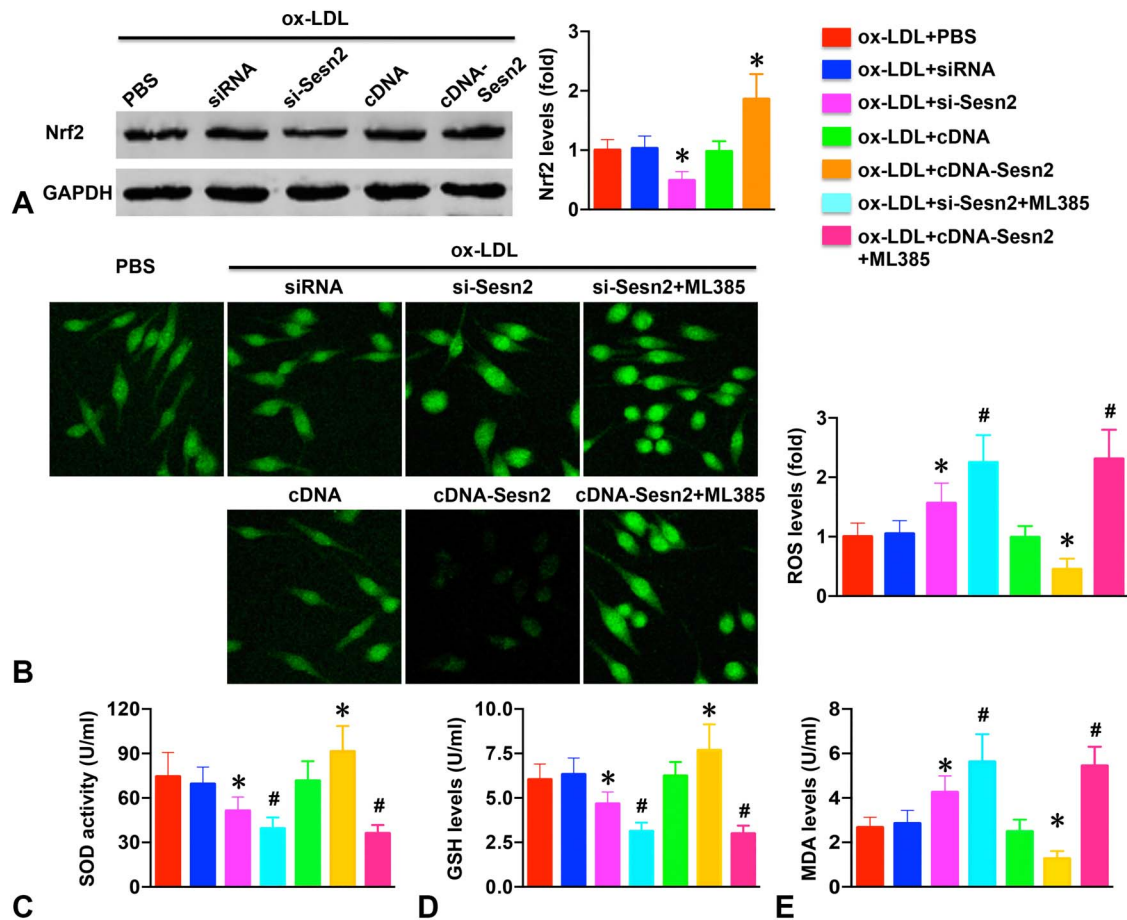 ox-LDL
PBS
siRNA
si-Sesn2
cDNA
cDNA-
Sesn2
Nrf2
GAPDH
A
Nrf2 levels (fold)
3
2
1
0
*
*
ox-LDL+PBS
ox-LDL+siRNA
ox-LDL+si-Sesn2
ox-LDL+cDNA
ox-LDL+cDNA-Sesn2
ox-LDL+si-Sesn2+ML385
ox-LDL+cDNA-Sesn2
+ML385
PBS
ox-LDL
siRNA
si-Sesn2
si-Sesn2+ML385
cDNA
cDNA-Sesn2
cDNA-Sesn2+ML385
B
ROS levels (fold)
3
2
1
0
*
#
*
#
C
SOD activity (U/ml)
120
90
60
30
0
*
#
*
#
D
GSH levels (U/ml)
10.0
7.5
5.0
2.5
0.0
*
#
*
#
E
MDA levels (U/ml)
8
6
4
2
0
*
#
*
#